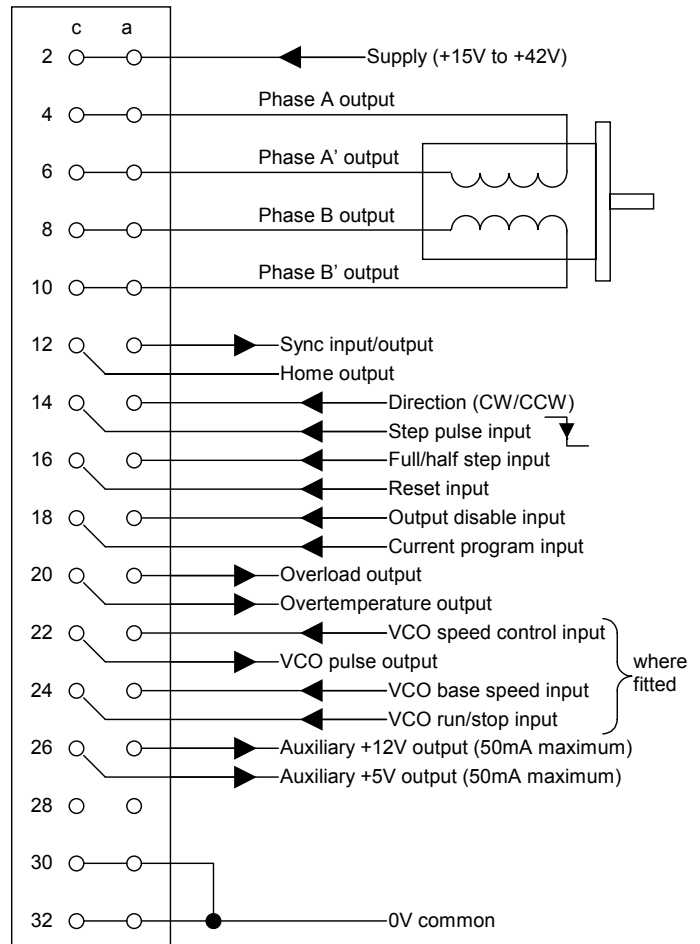 c a
2 Supply (+15V to +42V)
Phase A output
4
Phase A’ output
6
Phase B output
8
Phase B’ output
10
12 Sync input/output
Home output
14 Direction (CW/CCW)
Step pulse input
16 Full/half step input
Reset input
18 Output disable input
Current program input
20 Overload output
Overtemperature output
22 VCO speed control input
VCO pulse output
where
fitted
24 VCO base speed input
VCO run/stop input
26 Auxiliary +12V output (50mA maximum)
Auxiliary +5V output (50mA maximum)
28
30
32 0V common